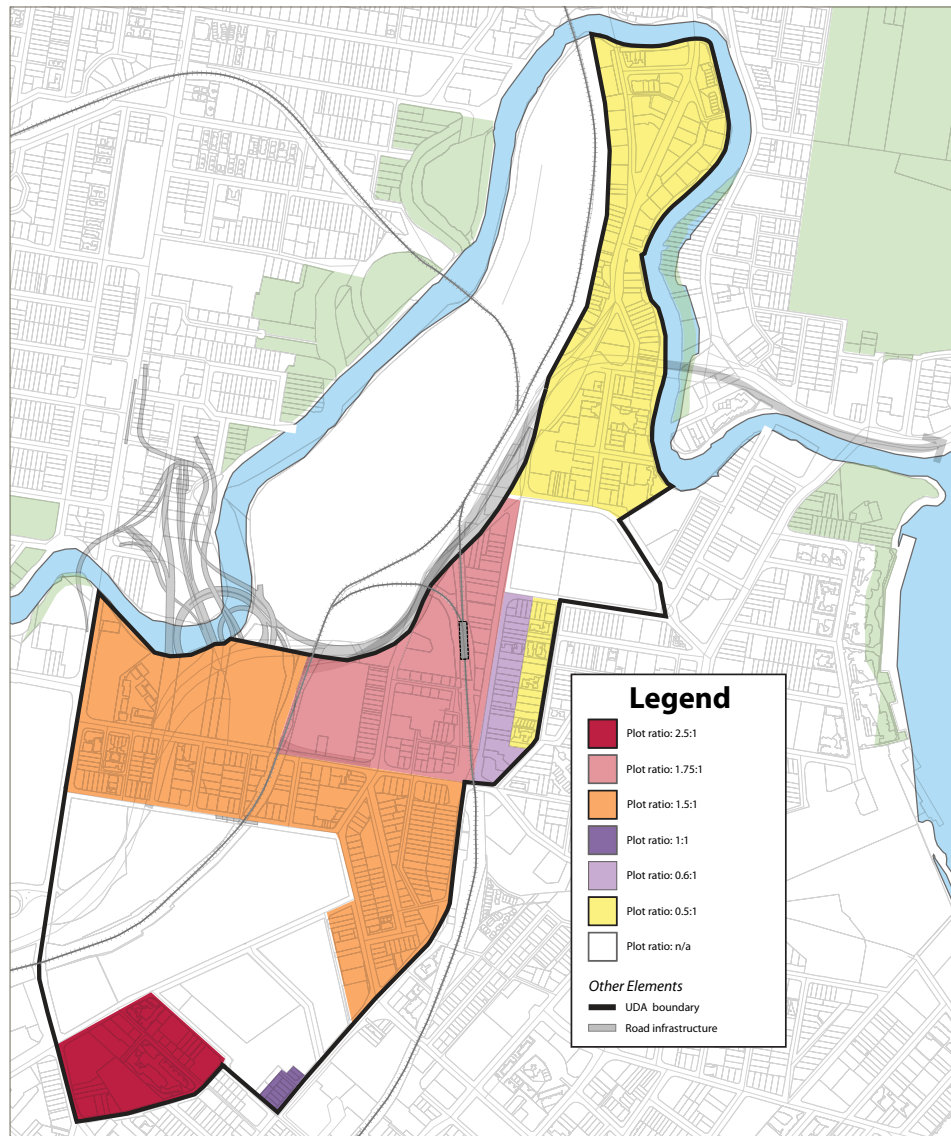 Legend
Plot ratio: 2.5:1
Plot ratio: 1.75:1
Plot ratio: 1.5:1
Plot ratio: 1:1
Plot ratio: 0.6:1
Plot ratio: 0.5:1
Plot ratio: n/a
Other Elements
UDA boundary
Road infrastructure